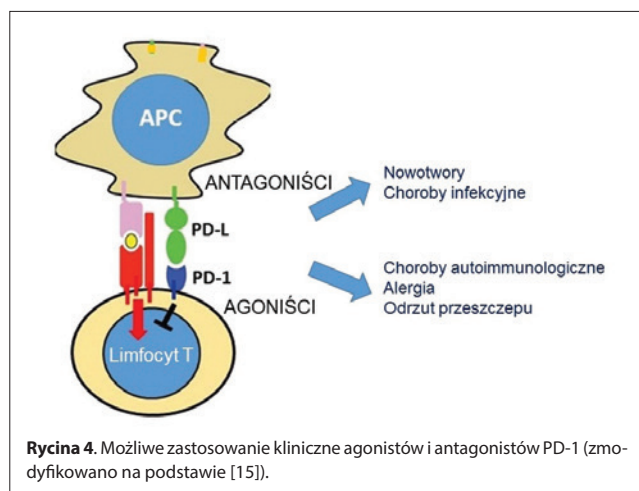 APC
ANTAGONIŚCI
PD-L
PD-1
AGONIŚCI
Limfocyt T
Nowotwory
Choroby infekcyjne
Choroby autoimmunologiczne
Alergia
Odrzut przeszczepu
Rycina 4. Możliwe zastosowanie kliniczne agonistów i antagonistów PD-1 (zmo-
dyfikowano na podstawie [15]).